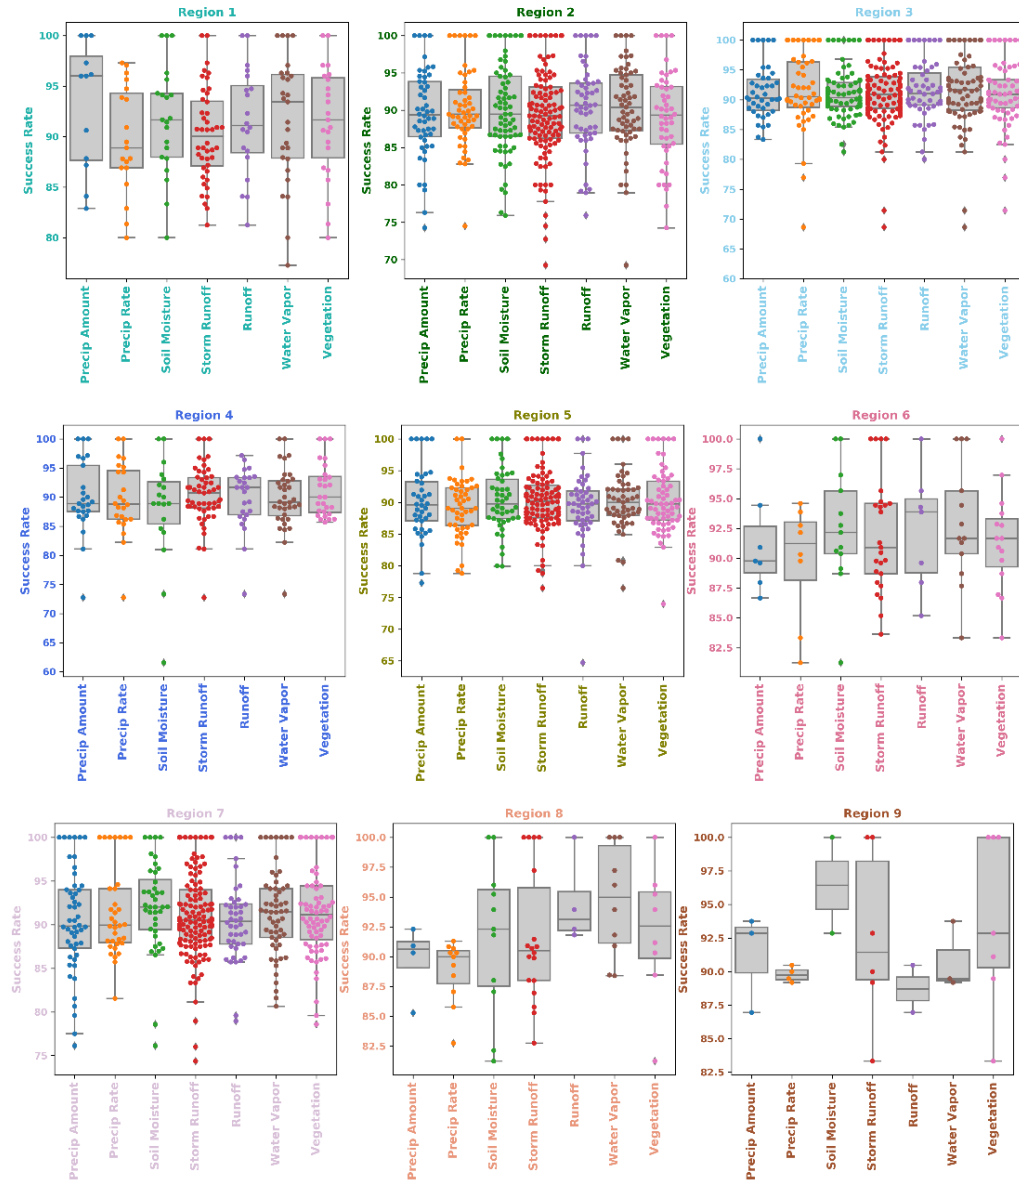 Region 1
Success Rate
100
95
90
85
80
Precip Amount
Precip Rate
Soil Moisture
Storm Runoff
Runoff
Water Vapor
Vegetation
Region 2
Success Rate
100
95
90
85
80
75
70
Precip Amount
Precip Rate
Soil Moisture
Storm Runoff
Runoff
Water Vapor
Vegetation
Region 3
Success Rate
100
95
90
85
80
75
70
65
60
Precip Amount
Precip Rate
Soil Moisture
Storm Runoff
Runoff
Water Vapor
Vegetation
Region 4
Success Rate
100
95
90
85
80
75
70
65
60
Precip Amount
Precip Rate
Soil Moisture
Storm Runoff
Runoff
Water Vapor
Vegetation
Region 5
Success Rate
100
95
90
85
80
75
70
65
Precip Amount
Precip Rate
Soil Moisture
Storm Runoff
Runoff
Water Vapor
Vegetation
Region 6
Success Rate
100.0
97.5
95.0
92.5
90.0
87.5
85.0
82.5
Precip Amount
Precip Rate
Soil Moisture
Storm Runoff
Runoff
Water Vapor
Vegetation
Region 7
Success Rate
100
95
90
85
80
75
Precip Amount
Precip Rate
Soil Moisture
Storm Runoff
Runoff
Water Vapor
Vegetation
Region 8
Success Rate
100.0
97.5
95.0
92.5
90.0
87.5
85.0
82.5
Precip Amount
Precip Rate
Soil Moisture
Storm Runoff
Runoff
Water Vapor
Vegetation
Region 9
Success Rate
100.0
97.5
95.0
92.5
90.0
87.5
85.0
82.5
Precip Amount
Precip Rate
Soil Moisture
Storm Runoff
Runoff
Water Vapor
Vegetation